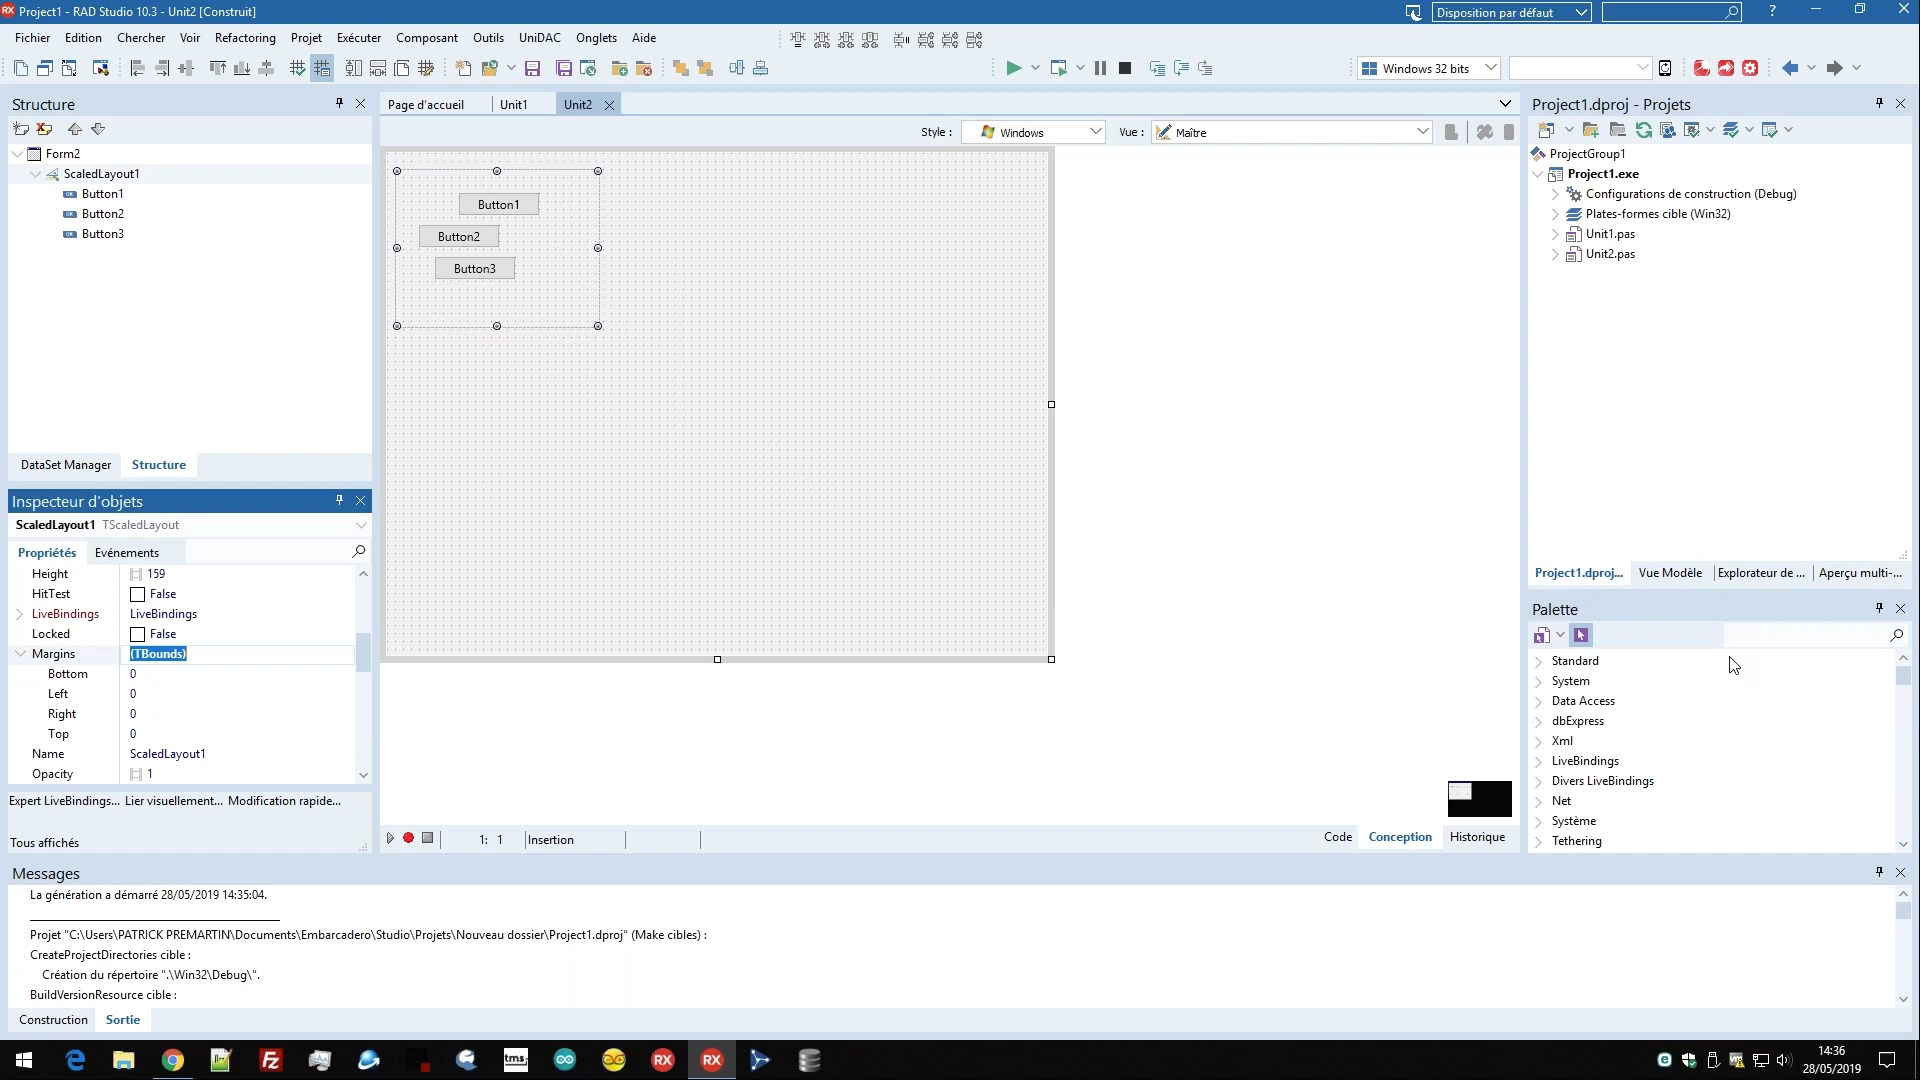 Project1 - RAD Studio 10.3 - Unit2 [Construit]
Disposition par défaut
?
Fichier Edition Chercher Voir Refactoring Projet Exécuter Composant Outils UniDAC Onglets Aide
Windows 32 bits
Structure
Form2
ScaledLayout1
Button1
Button2
Button3
DataSet Manager
Structure
Inspecteur d'objets
ScaledLayout1 TScaledLayout
Propriétés Evénements
Height 159
HitTest False
LiveBindings LiveBindings
Locked False
Margins (TBounds)
Bottom 0
Left 0
Right 0
Top 0
Name ScaledLayout1
Opacity 1
Expert LiveBindings... Lier visuellement... Modification rapide...
Tous affichés
Page d'accueil
Unit1
Unit2
Style : Windows
Vue : Maître
Button1
Button2
Button3
1: 1
Insertion
Code
Conception
Historique
Project1.dproj - Projets
ProjectGroup1
Project1.exe
Configurations de construction (Debug)
Plates-formes cible (Win32)
Unit1.pas
Unit2.pas
Project1.dproj...
Vue Modèle
Explorateur de ...
Aperçu multi-...
Palette
Standard
System
Data Access
dbExpress
Xml
LiveBindings
Divers LiveBindings
Net
Système
Tethering
Messages
La génération a démarré 28/05/2019 14:35:04.
Projet "C:\Users\PATRICK PREMARTIN\Documents\Embarcadero\Studio\Projets\Nouveau dossier\Project1.dproj" (Make cibles) :
CreateProjectDirectories cible :
Création du répertoire ".\Win32\Debug\".
BuildVersionResource cible :
Construction
Sortie
tms
RX
RX
14:36
28/05/2019